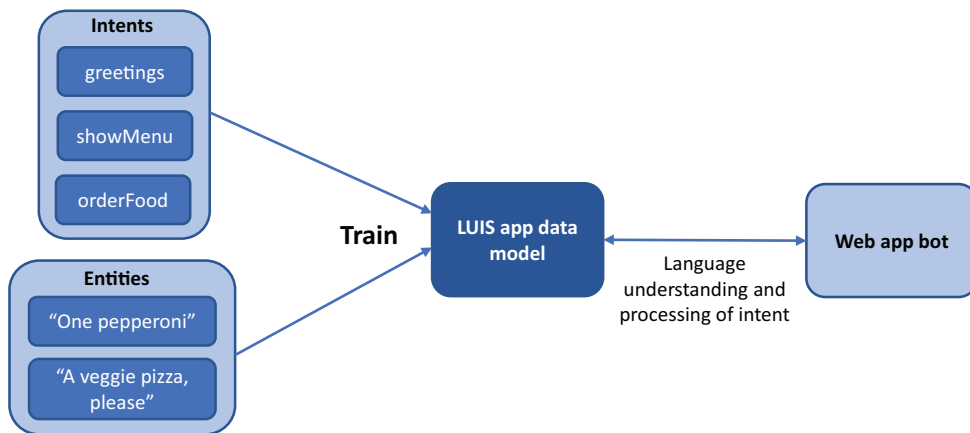 Intents
greetings
showMenu
orderFood
Train
Entities
“One pepperoni”
“A veggie pizza,
please”
LUIS app data
model
Language
understanding and
processing of intent
Web app bot